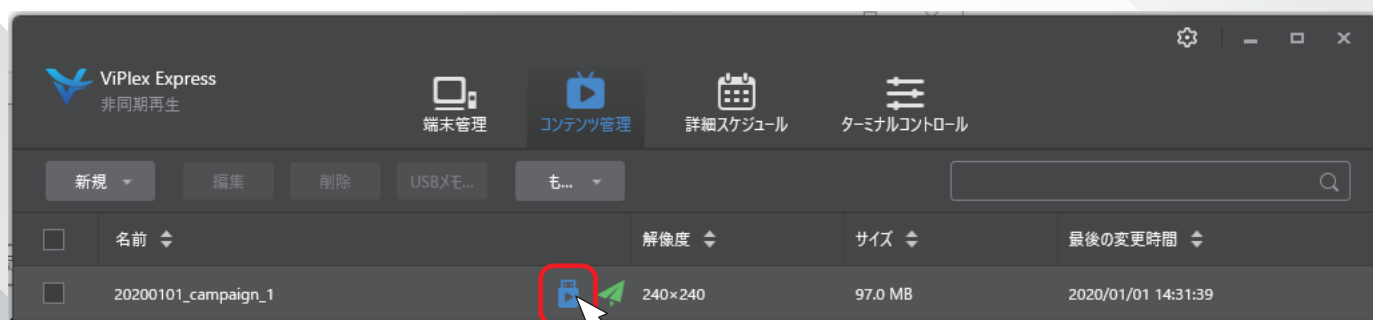 ViPlex Express
非同期再生
端末管理
コンテンツ管理
詳細スケジュール
ターミナルコントロール
新規
編集
削除
USBメモ...
も...
名前
解像度
サイズ
最後の変更時間
20200101_campaign_1
240×240
97.0 MB
2020/01/01 14:31:39